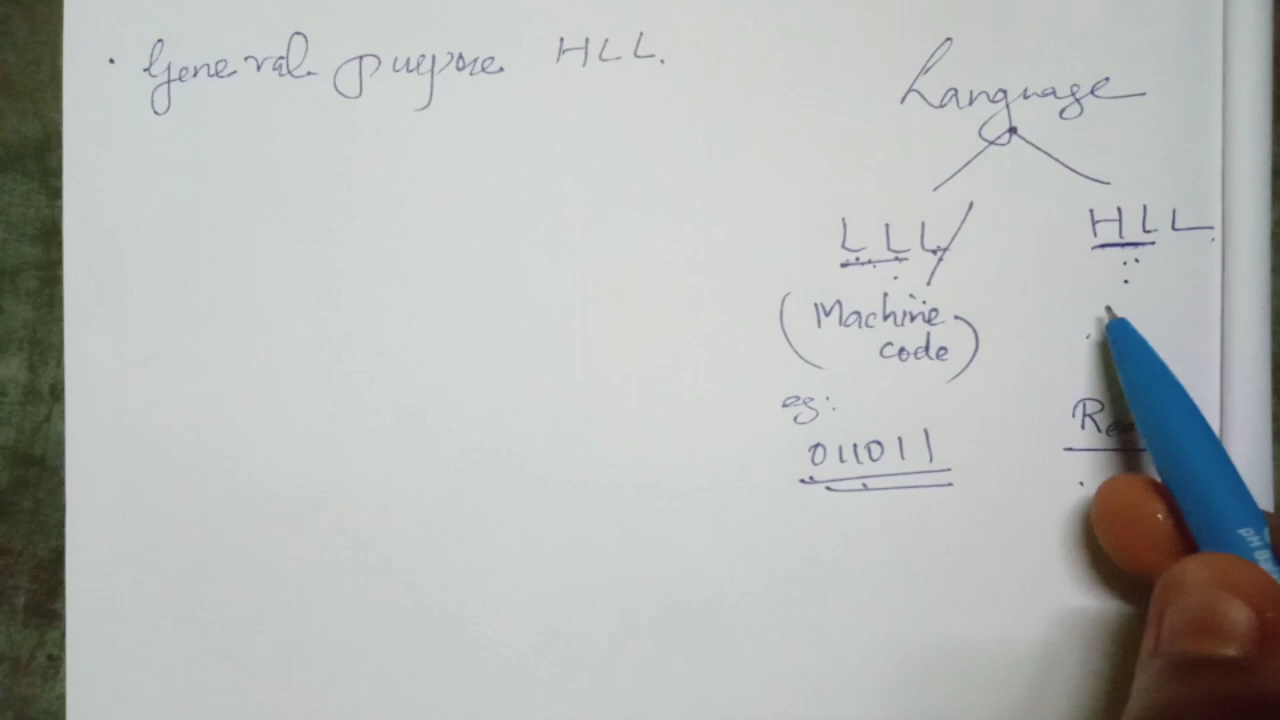 . General purpose HLL.
Language
LLL
HLL.
(Machine
code)
eg:
011011